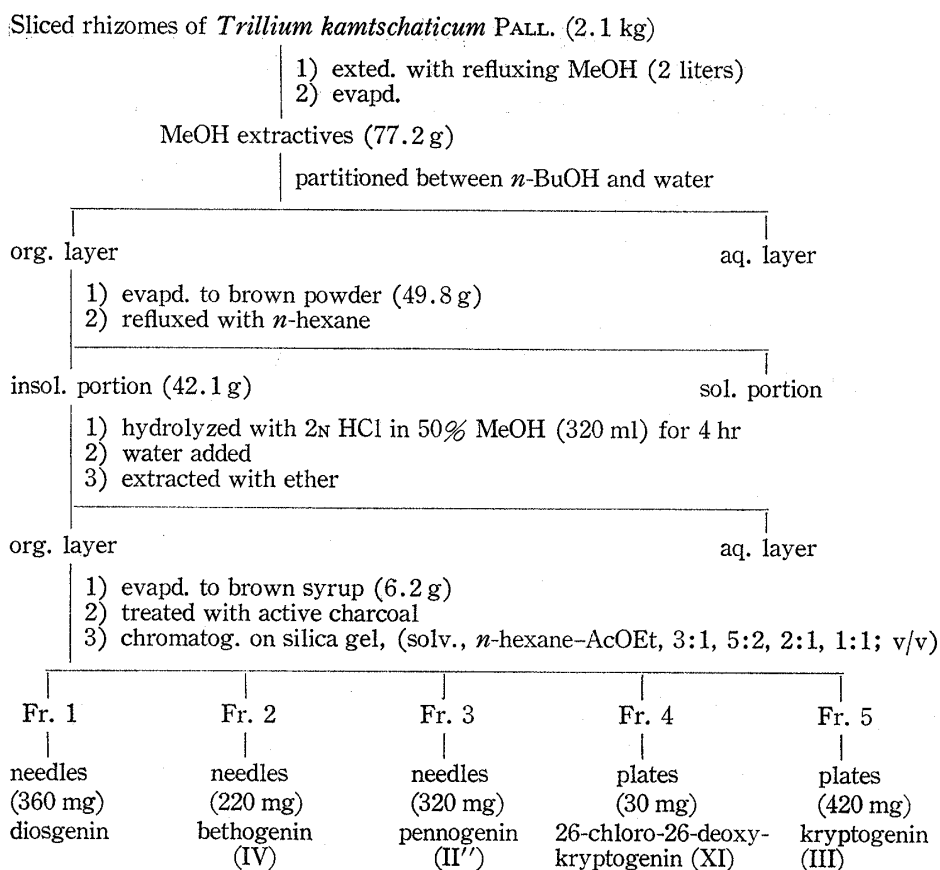 Sliced rhizomes of Trillium kamtschaticum PALL. (2.1 kg)
1) exted. with refluxing MeOH (2 liters)
2) evapd.
MeOH extractives (77.2 g)
partitioned between n-BuOH and water
org. layer aq. layer
1) evapd. to brown powder (49.8 g)
2) refluxed with n-hexane
insol. portion (42.1 g) sol. portion
1) hydrolyzed with 2N HCl in 50% MeOH (320 ml) for 4 hr
2) water added
3) extracted with ether
org. layer aq. layer
1) evapd. to brown syrup (6.2 g)
2) treated with active charcoal
3) chromatog. on silica gel, (solv., n-hexane–AcOEt, 3:1, 5:2, 2:1, 1:1; v/v)
Fr. 1 Fr. 2 Fr. 3 Fr. 4 Fr. 5
needles needles needles plates plates
(360 mg) (220 mg) (320 mg) (30 mg) (420 mg)
diosgenin bethogenin pennogenin 26-chloro-26-deoxy- kryptogenin
(IV) (II′′) kryptogenin (XI) (III)